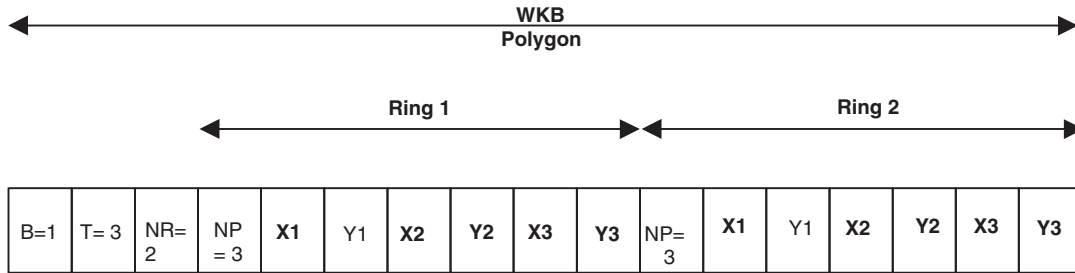 WKB
Polygon
Ring 1
Ring 2
B=1 T= 3 NR= 2 NP = 3 X1 Y1 X2 Y2 X3 Y3 NP= 3 X1 Y1 X2 Y2 X3 Y3